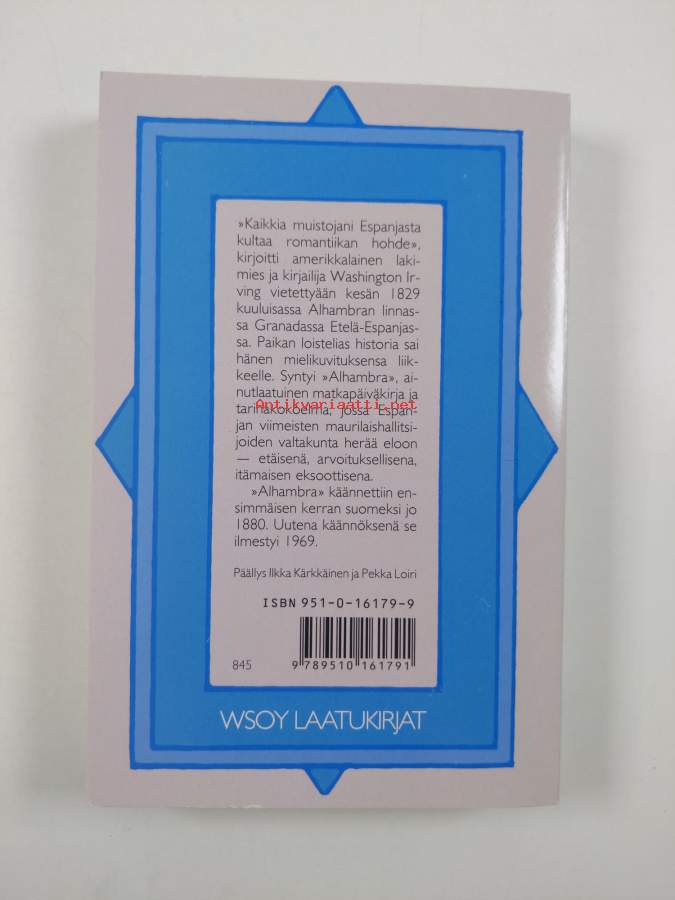 »Kaikkia muistojani Espanjasta
kultaa romantiikan hohde»,
kirjoitti amerikkalainen laki-
mies ja kirjailija Washington Ir-
ving vietettyään kesän 1829
kuuluisassa Alhambran linnas-
sa Granadassa Etelä-Espanjas-
sa. Paikan loistelias historia sai
hänen mielikuvituksensa liik-
keelle. Syntyi »Alhambra», ai-
nutlaatuinen matkapäiväkirja ja
Antikvariaatti.net
tarinakokoelma, jossa Espan-
jan viimeisten maurilaishallitsi-
joiden valtakunta herää eloon
— etäisenä, arvoituksellisena,
itämaisen eksoottisena.
»Alhambra» käännettiin en-
simmäisen kerran suomeksi jo
1880. Uutena käännöksenä se
ilmestyi 1969.
Päällys Ilkka Kärkkäinen ja Pekka Loiri
ISBN 951-0-16179-9
845
9 789510 161791
WSOY LAATUKIRJAT